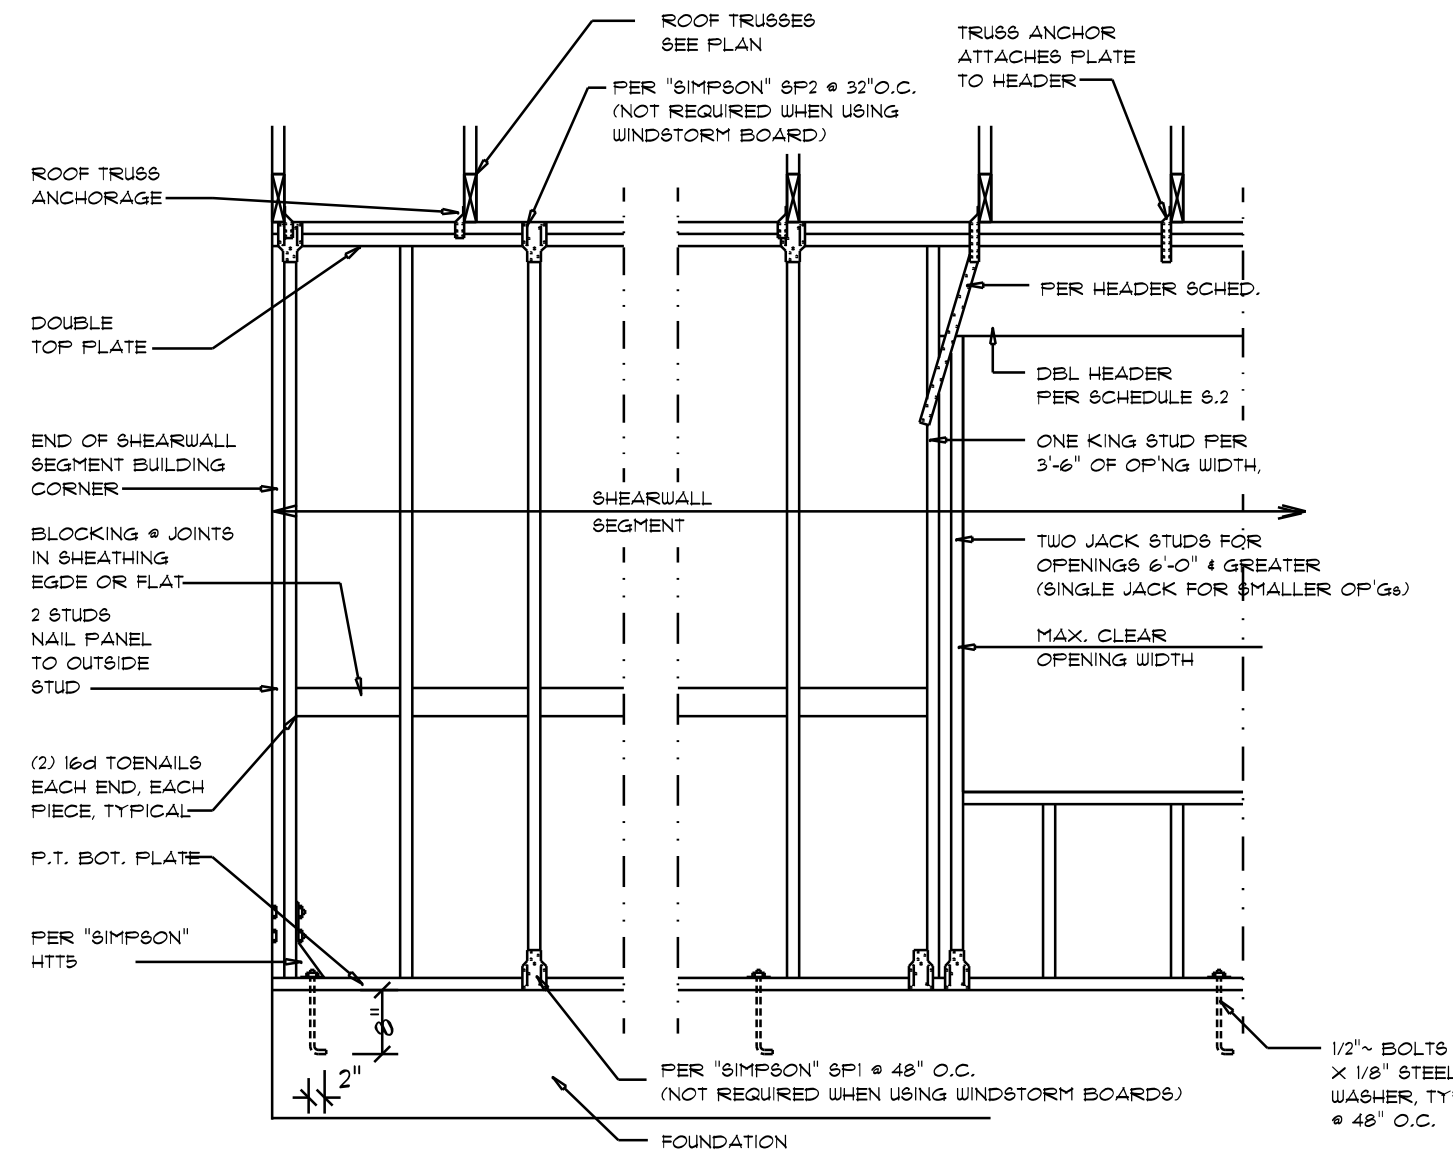 ROOF TRUSSES
SEE PLAN
TRUSS ANCHOR
ATTACHES PLATE
TO HEADER
PER "SIMPSON" SP2 @ 32"O.C.
(NOT REQUIRED WHEN USING
WINDSTORM BOARD)
ROOF TRUSS
ANCHORAGE
PER HEADER SCHED.
DOUBLE
TOP PLATE
DBL HEADER
PER SCHEDULE S.2
END OF SHEARWALL
SEGMENT BUILDING
CORNER
ONE KING STUD PER
3'-6" OF OP'NG WIDTH,
SHEARWALL
SEGMENT
BLOCKING @ JOINTS
IN SHEATHING
EGDE OR FLAT
TWO JACK STUDS FOR
OPENINGS 6'-0" & GREATER
(SINGLE JACK FOR SMALLER OP'Gs)
2 STUDS
NAIL PANEL
TO OUTSIDE
STUD
MAX. CLEAR
OPENING WIDTH
(2) 16d TOENAILS
EACH END, EACH
PIECE, TYPICAL
P.T. BOT. PLATE
PER "SIMPSON"
HTT5
8"
2"
PER "SIMPSON" SP1 @ 48" O.C.
(NOT REQUIRED WHEN USING WINDSTORM BOARDS)
FOUNDATION
1/2"~ BOLTS
X 1/8" STEEL
WASHER, TY
@ 48" O.C.